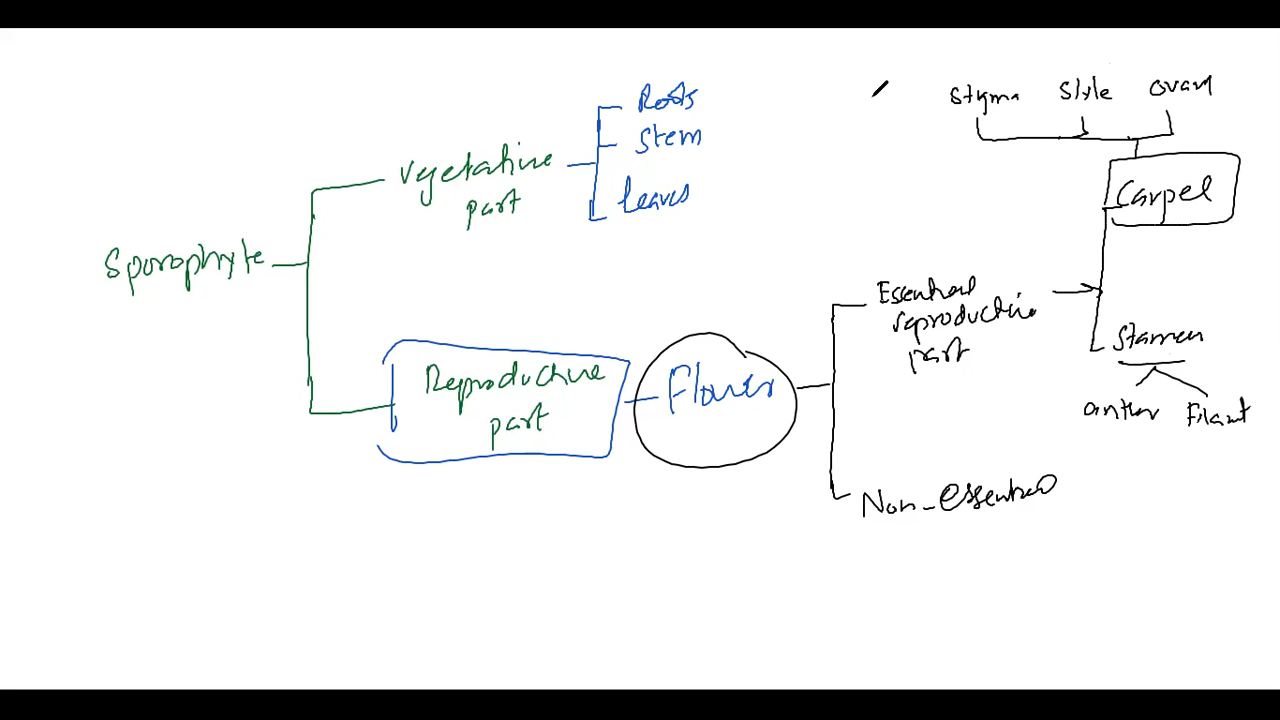 Stigma Style ovary
Roots
Stem
leaves
Vegetative
part
Carpel
Sporophyte
Essential
reproductive
part
Stamen
anther Filamt
Reproductive
part
Flower
Non-essential